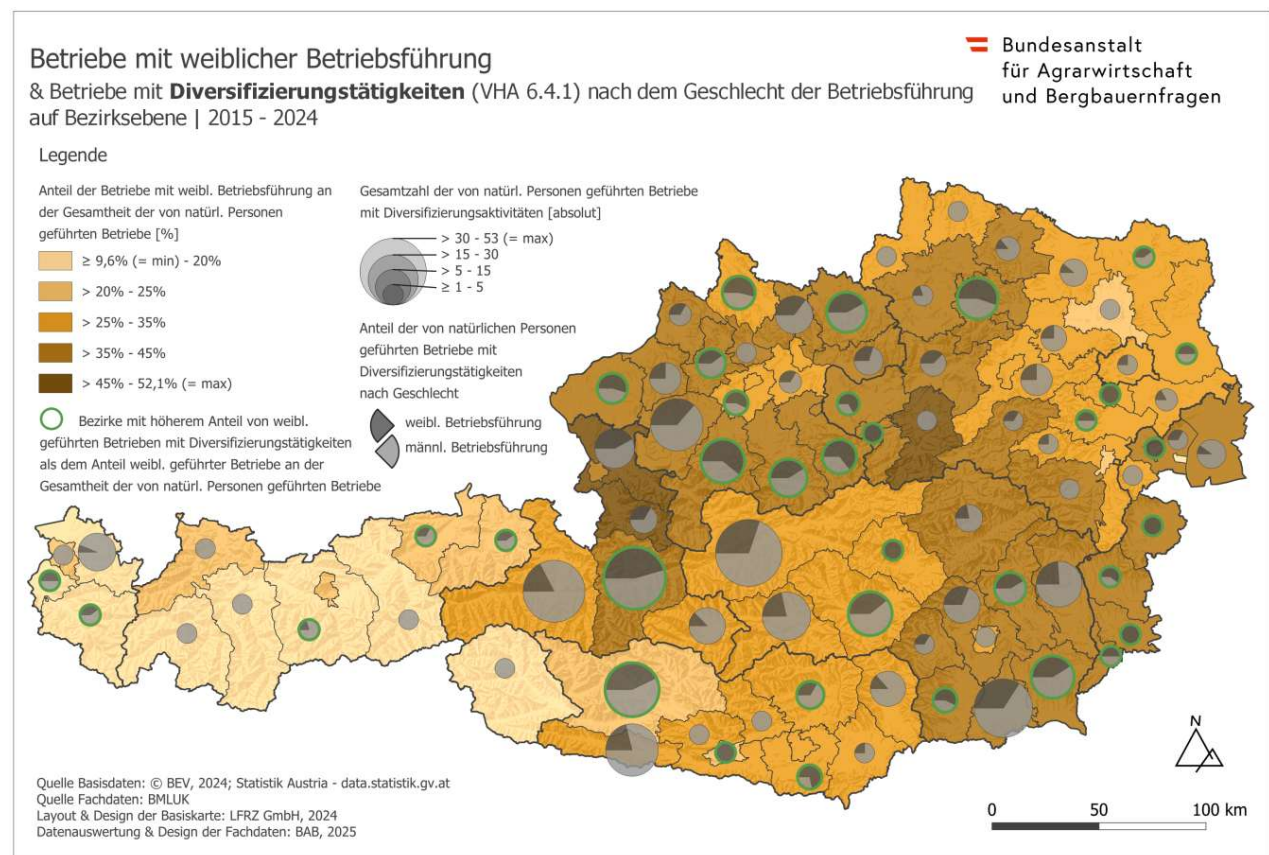 Betriebe mit weiblicher Betriebsführung
& Betriebe mit Diversifizierungstätigkeiten (VHA 6.4.1) nach dem Geschlecht der Betriebsführung
auf Bezirksebene | 2015 - 2024
Bundesanstalt
für Agrarwirtschaft
und Bergbauernfragen
Legende
Anteil der Betriebe mit weibl. Betriebsführung an
der Gesamtheit der von natürl. Personen
geführten Betriebe [%]
≥ 9,6% (= min) - 20%
> 20% - 25%
> 25% - 35%
> 35% - 45%
> 45% - 52,1% (= max)
Bezirke mit höherem Anteil von weibl.
geführten Betrieben mit Diversifizierungstätigkeiten
als dem Anteil weibl. geführter Betriebe an der
Gesamtheit der von natürl. Personen geführten Betriebe
Gesamtzahl der von natürl. Personen geführten Betriebe
mit Diversifizierungsaktivitäten [absolut]
> 30 - 53 (= max)
> 15 - 30
> 5 - 15
≥ 1 - 5
Anteil der von natürlichen Personen
geführten Betriebe mit
Diversifizierungstätigkeiten
nach Geschlecht
weibl. Betriebsführung
männl. Betriebsführung
N
0 50 100 km
Quelle Basisdaten: © BEV, 2024; Statistik Austria - data.statistik.gv.at
Quelle Fachdaten: BMLUK
Layout & Design der Basiskarte: LFRZ GmbH, 2024
Datenauswertung & Design der Fachdaten: BAB, 2025